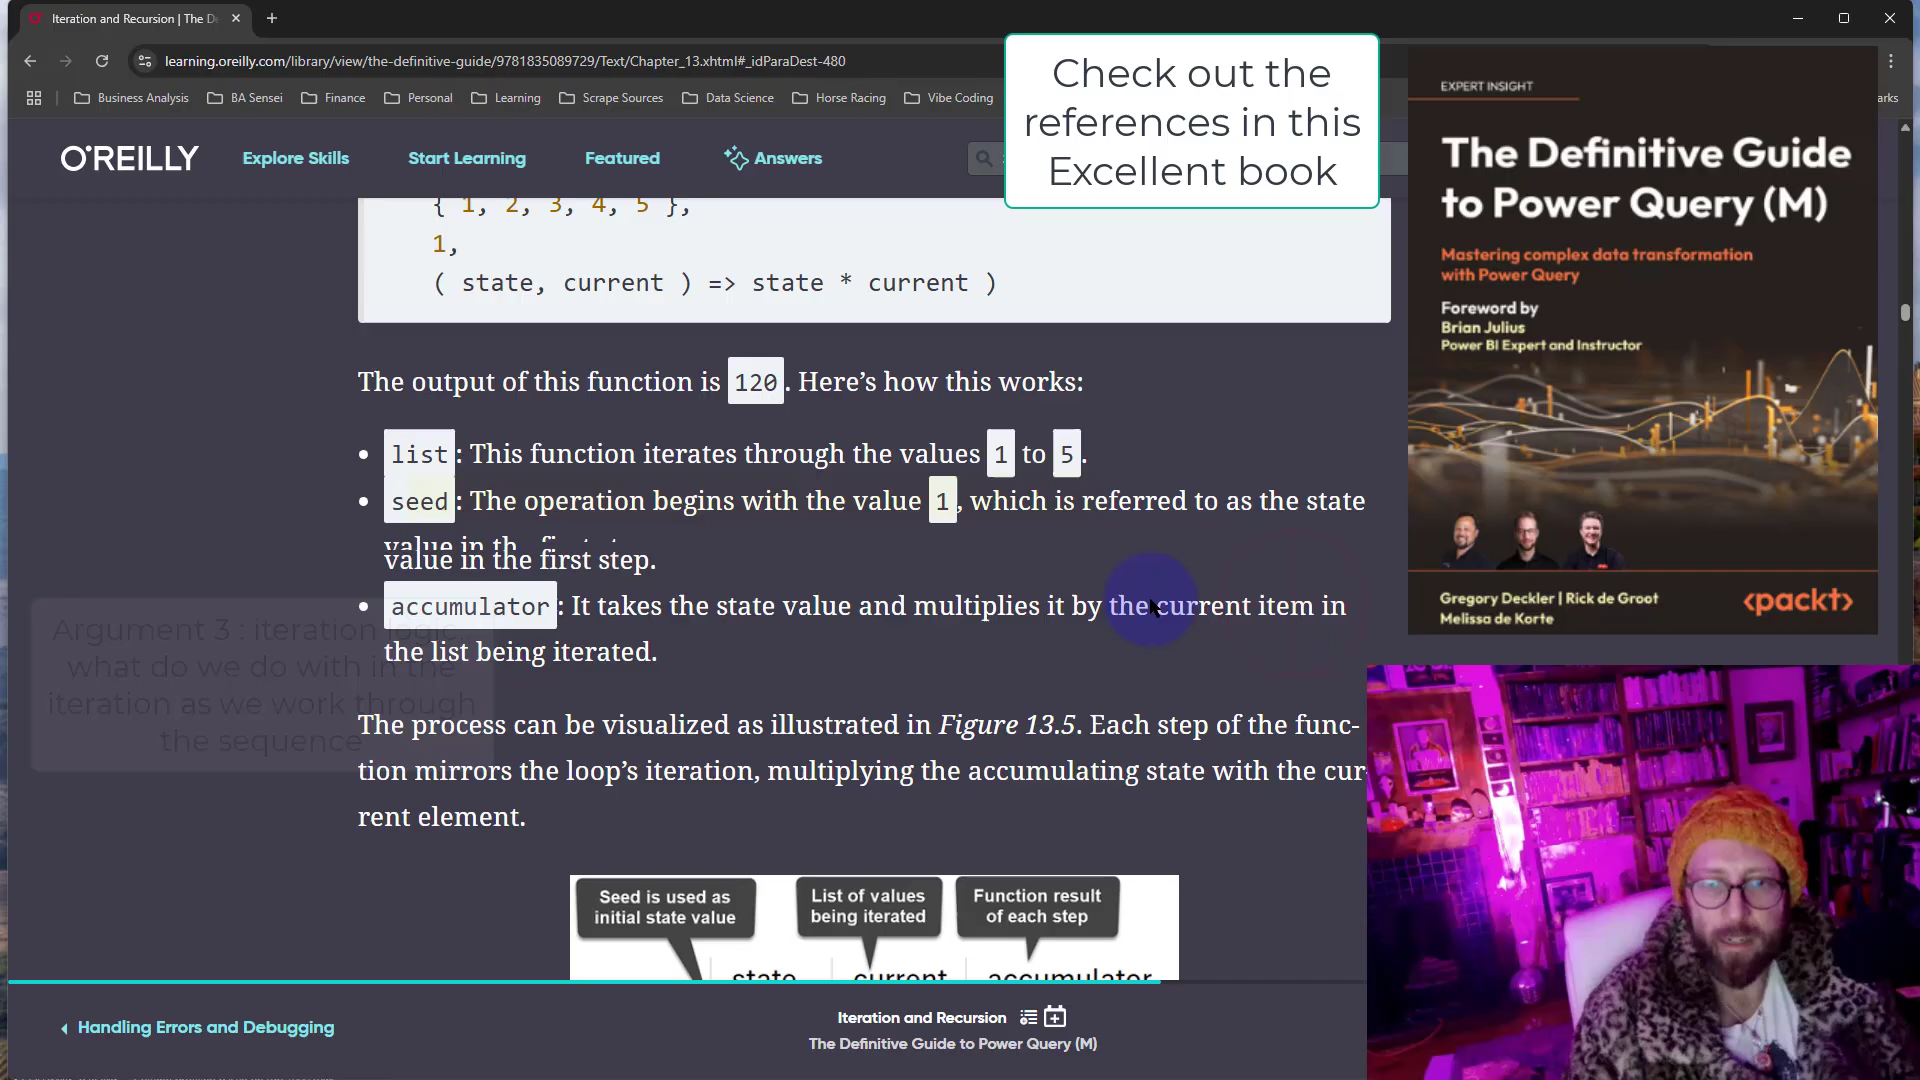 Iteration and Recursion | The D
learning.oreilly.com/library/view/the-definitive-guide/9781835089729/Text/Chapter_13.xhtml#_idParaDest-480
Business Analysis
BA Sensei
Finance
Personal
Learning
Scrape Sources
Data Science
Horse Racing
Vibe Coding
arks
Check out the
references in this
Excellent book
O'REILLY
Explore Skills
Start Learning
Featured
Answers
{ 1, 2, 3, 4, 5 },
1,
( state, current ) => state * current )
The output of this function is 120. Here’s how this works:
• list: This function iterates through the values 1 to 5.
• seed: The operation begins with the value 1, which is referred to as the state
value in the first step.
• accumulator: It takes the state value and multiplies it by the current item in
the list being iterated.
Argument 3 : iteration logic.
what do we do with in the
iteration as we work through
the sequence
The process can be visualized as illustrated in Figure 13.5. Each step of the func-
tion mirrors the loop’s iteration, multiplying the accumulating state with the cur-
rent element.
Seed is used as
initial state value
List of values
being iterated
Function result
of each step
state
current
accumulator
Handling Errors and Debugging
Iteration and Recursion
The Definitive Guide to Power Query (M)
EXPERT INSIGHT
The Definitive Guide
to Power Query (M)
Mastering complex data transformation
with Power Query
Foreword by
Brian Julius
Power BI Expert and Instructor
Gregory Deckler | Rick de Groot
Melissa de Korte
<packt>